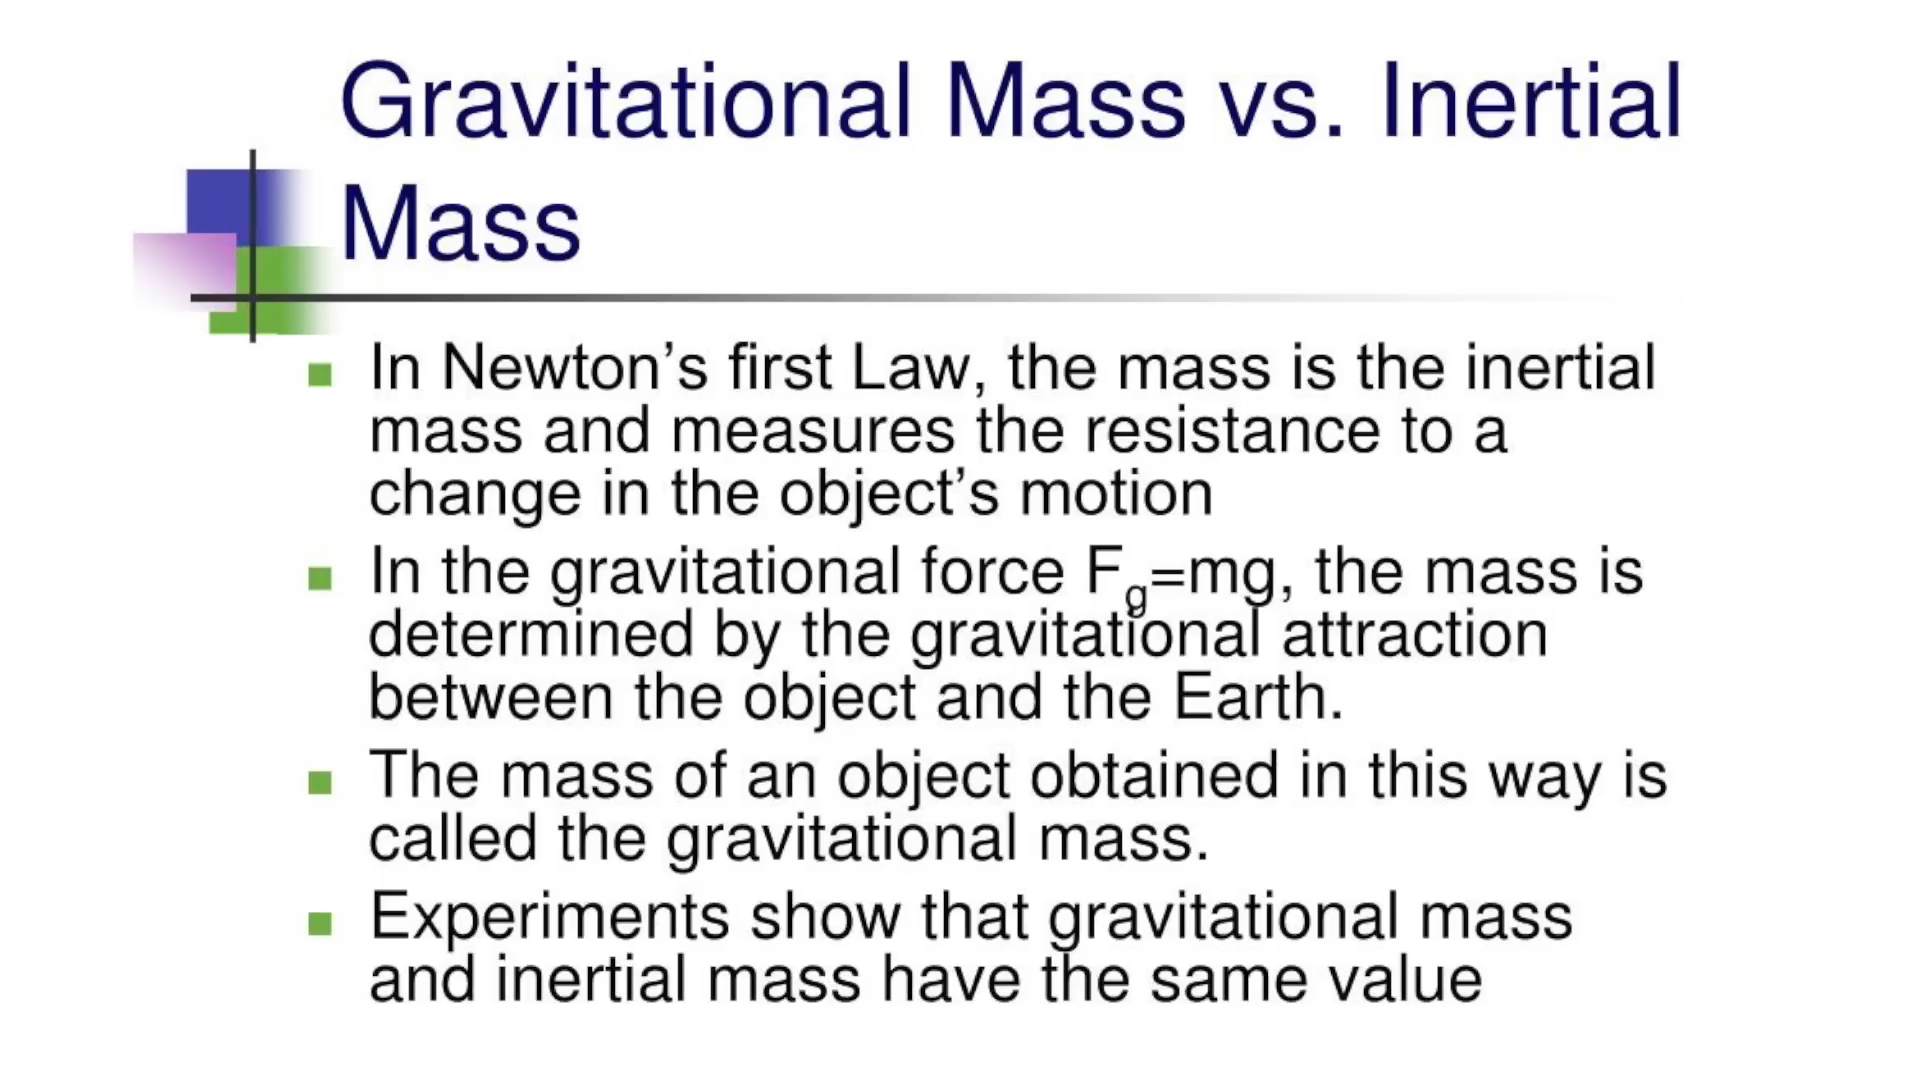 Gravitational Mass vs. Inertial
Mass
In Newton’s first Law, the mass is the inertial
mass and measures the resistance to a
change in the object’s motion
In the gravitational force Fg=mg, the mass is
determined by the gravitational attraction
between the object and the Earth.
The mass of an object obtained in this way is
called the gravitational mass.
Experiments show that gravitational mass
and inertial mass have the same value